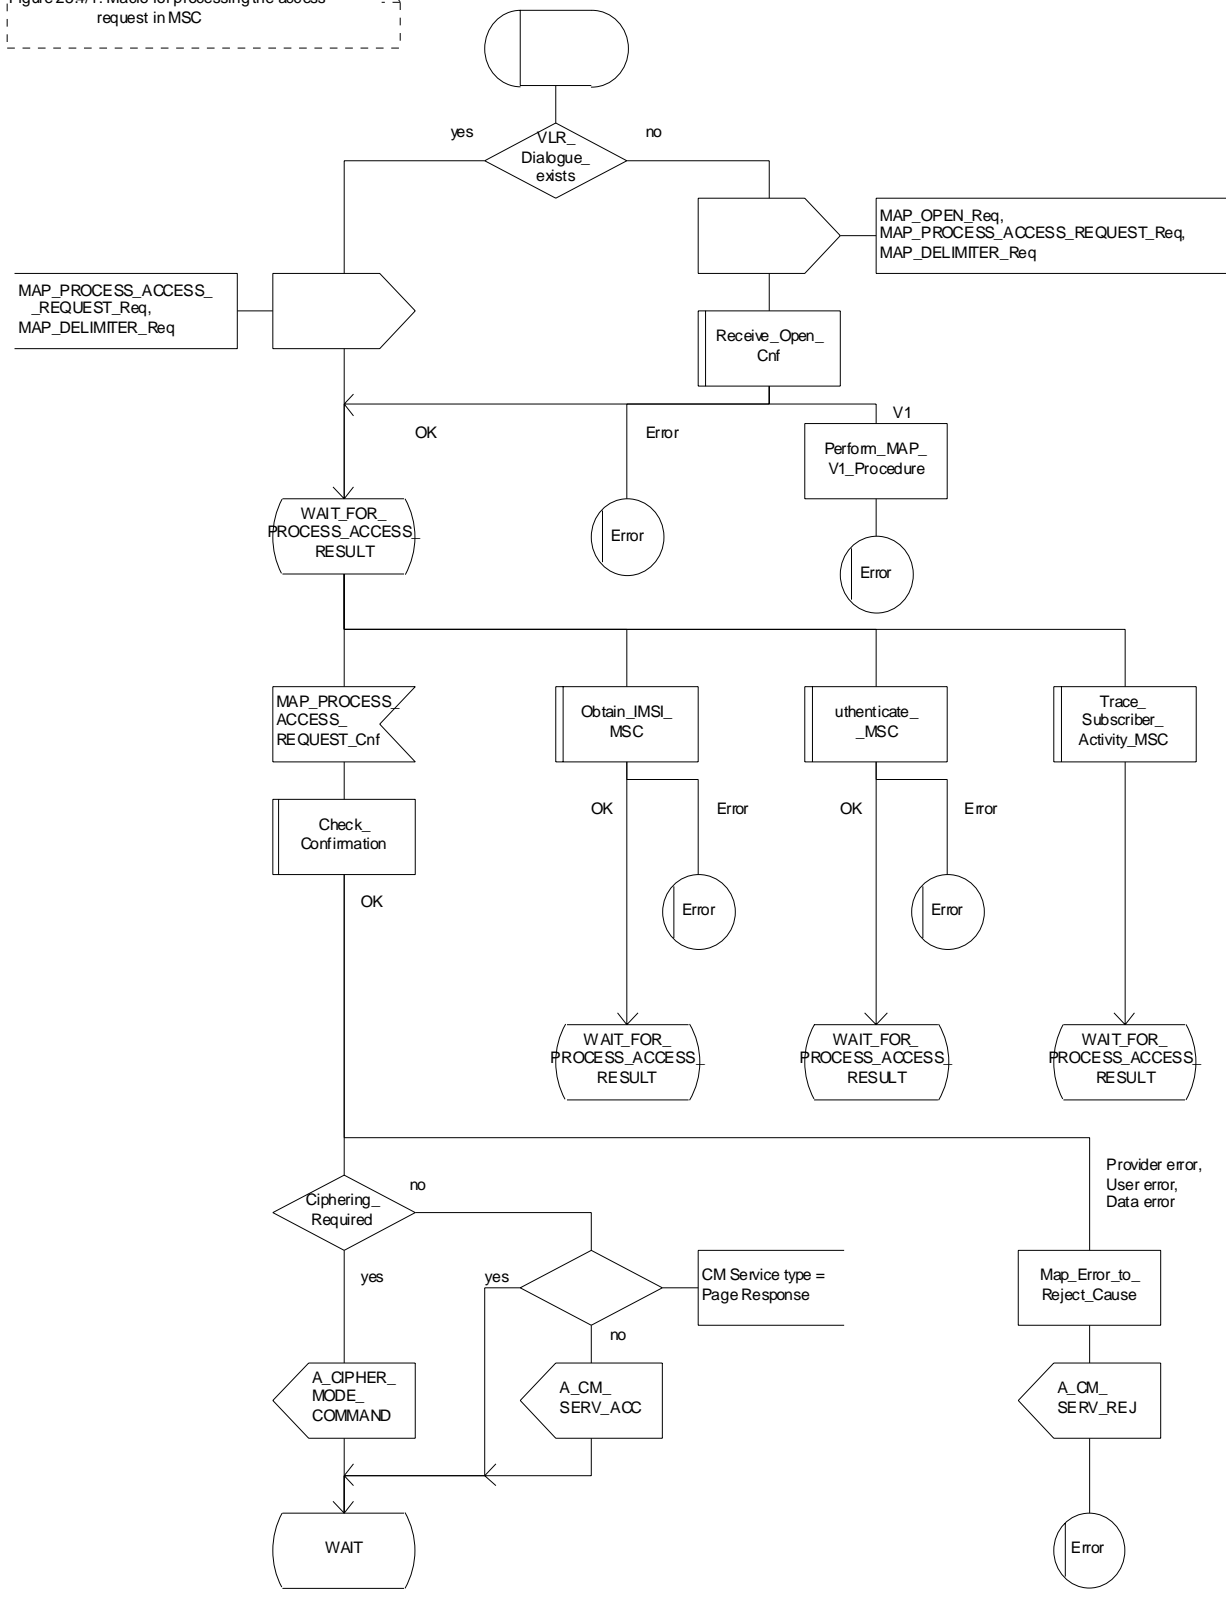 request in MSC
yes
no
VLR_
Dialogue_
exists
MAP_OPEN_Req,
MAP_PROCESS_ACCESS_REQUEST_Req,
MAP_DELIMITER_Req
MAP_PROCESS_ACCESS_
_REQUEST_Req,
MAP_DELIMITER_Req
Receive_Open_
Cnf
OK
Error
V1
Perform_MAP_
V1_Procedure
WAIT_FOR_
PROCESS_ACCESS_
RESULT
Error
Error
MAP_PROCESS_
ACCESS_
REQUEST_Cnf
Obtain_IMSI_
MSC
uthenticate_
_MSC
Trace_
Subscriber_
Activity_MSC
OK
Error
OK
Error
Check_
Confirmation
OK
Error
Error
WAIT_FOR_
PROCESS_ACCESS_
RESULT
WAIT_FOR_
PROCESS_ACCESS_
RESULT
WAIT_FOR_
PROCESS_ACCESS_
RESULT
Provider error,
User error,
Data error
Ciphering_
Required
no
yes
yes
CM Service type =
Page Response
no
Map_Error_to_
Reject_Cause
A_CIPHER_
MODE_
COMMAND
A_CM_
SERV_ACC
A_CM_
SERV_REJ
WAIT
Error